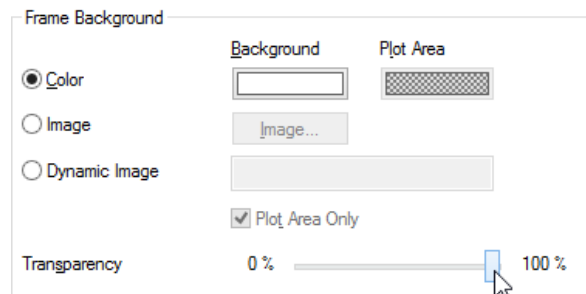 Frame Background
Background Plot Area
Color
Image
Image...
Dynamic Image
Plot Area Only
Transparency 0 % 100 %